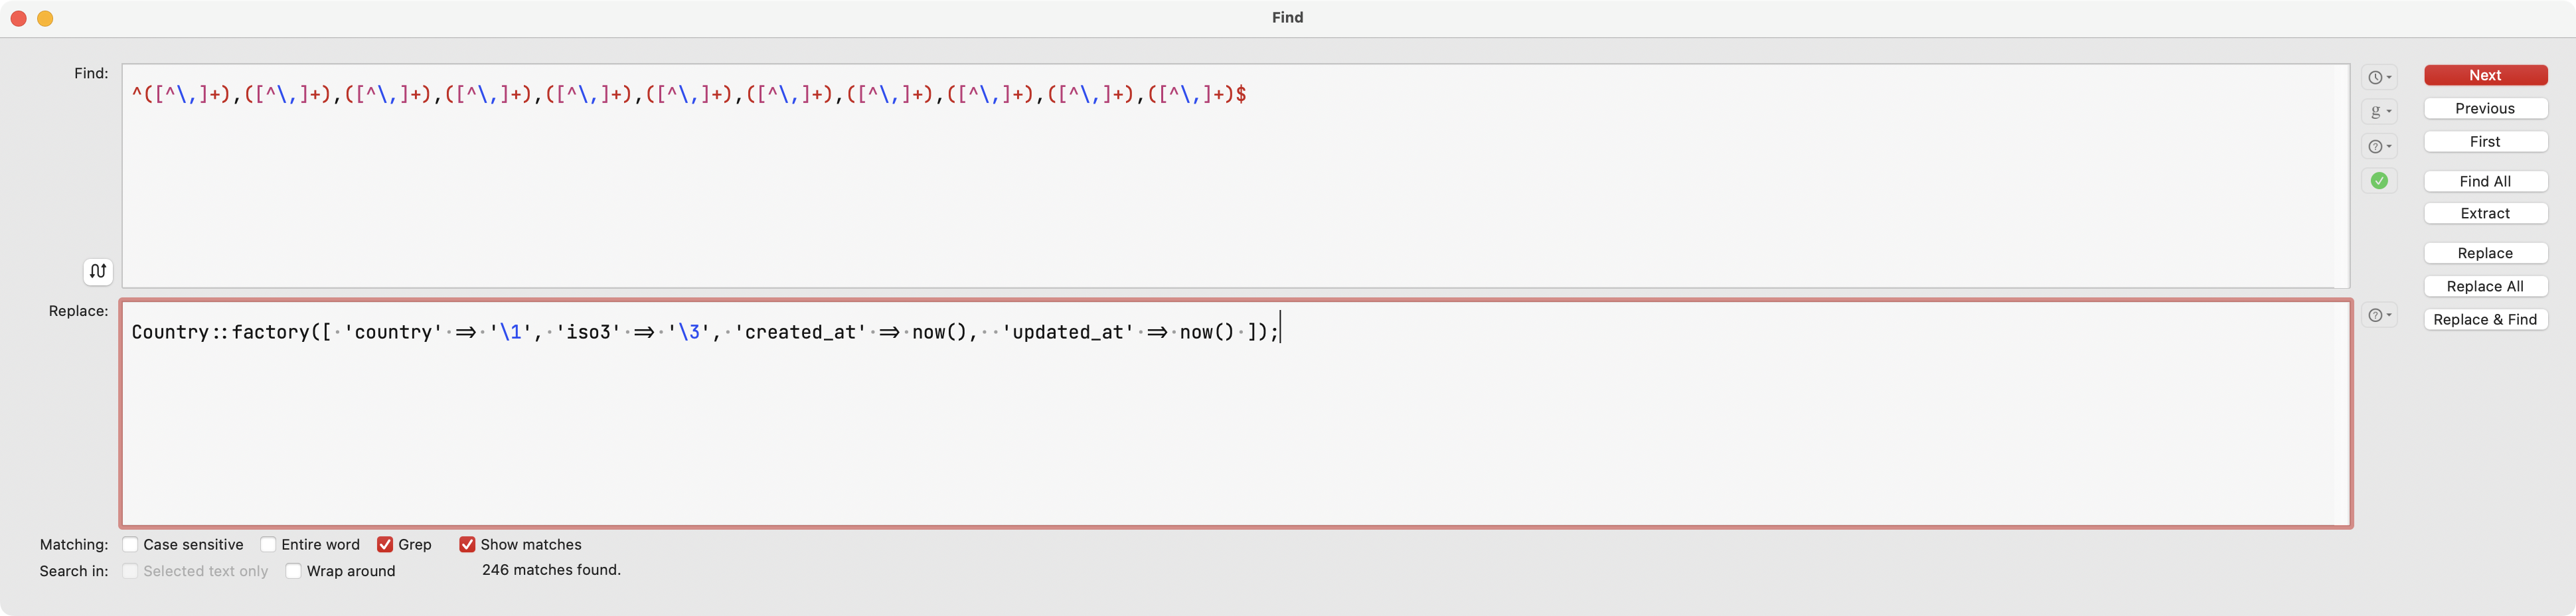 Find
Find:
^([^\,]+),([^\,]+),([^\,]+),([^\,]+),([^\,]+),([^\,]+),([^\,]+),([^\,]+),([^\,]+),([^\,]+),([^\,]+)$
g
Next
Previous
First
Find All
Extract
Replace
Replace All
Replace & Find
Replace:
Country::factory([ 'country' => '\1', 'iso3' => '\3', 'created_at' => now(),  'updated_at' => now() ]);
Matching: Case sensitive Entire word Grep Show matches
Search in: Selected text only Wrap around 246 matches found.